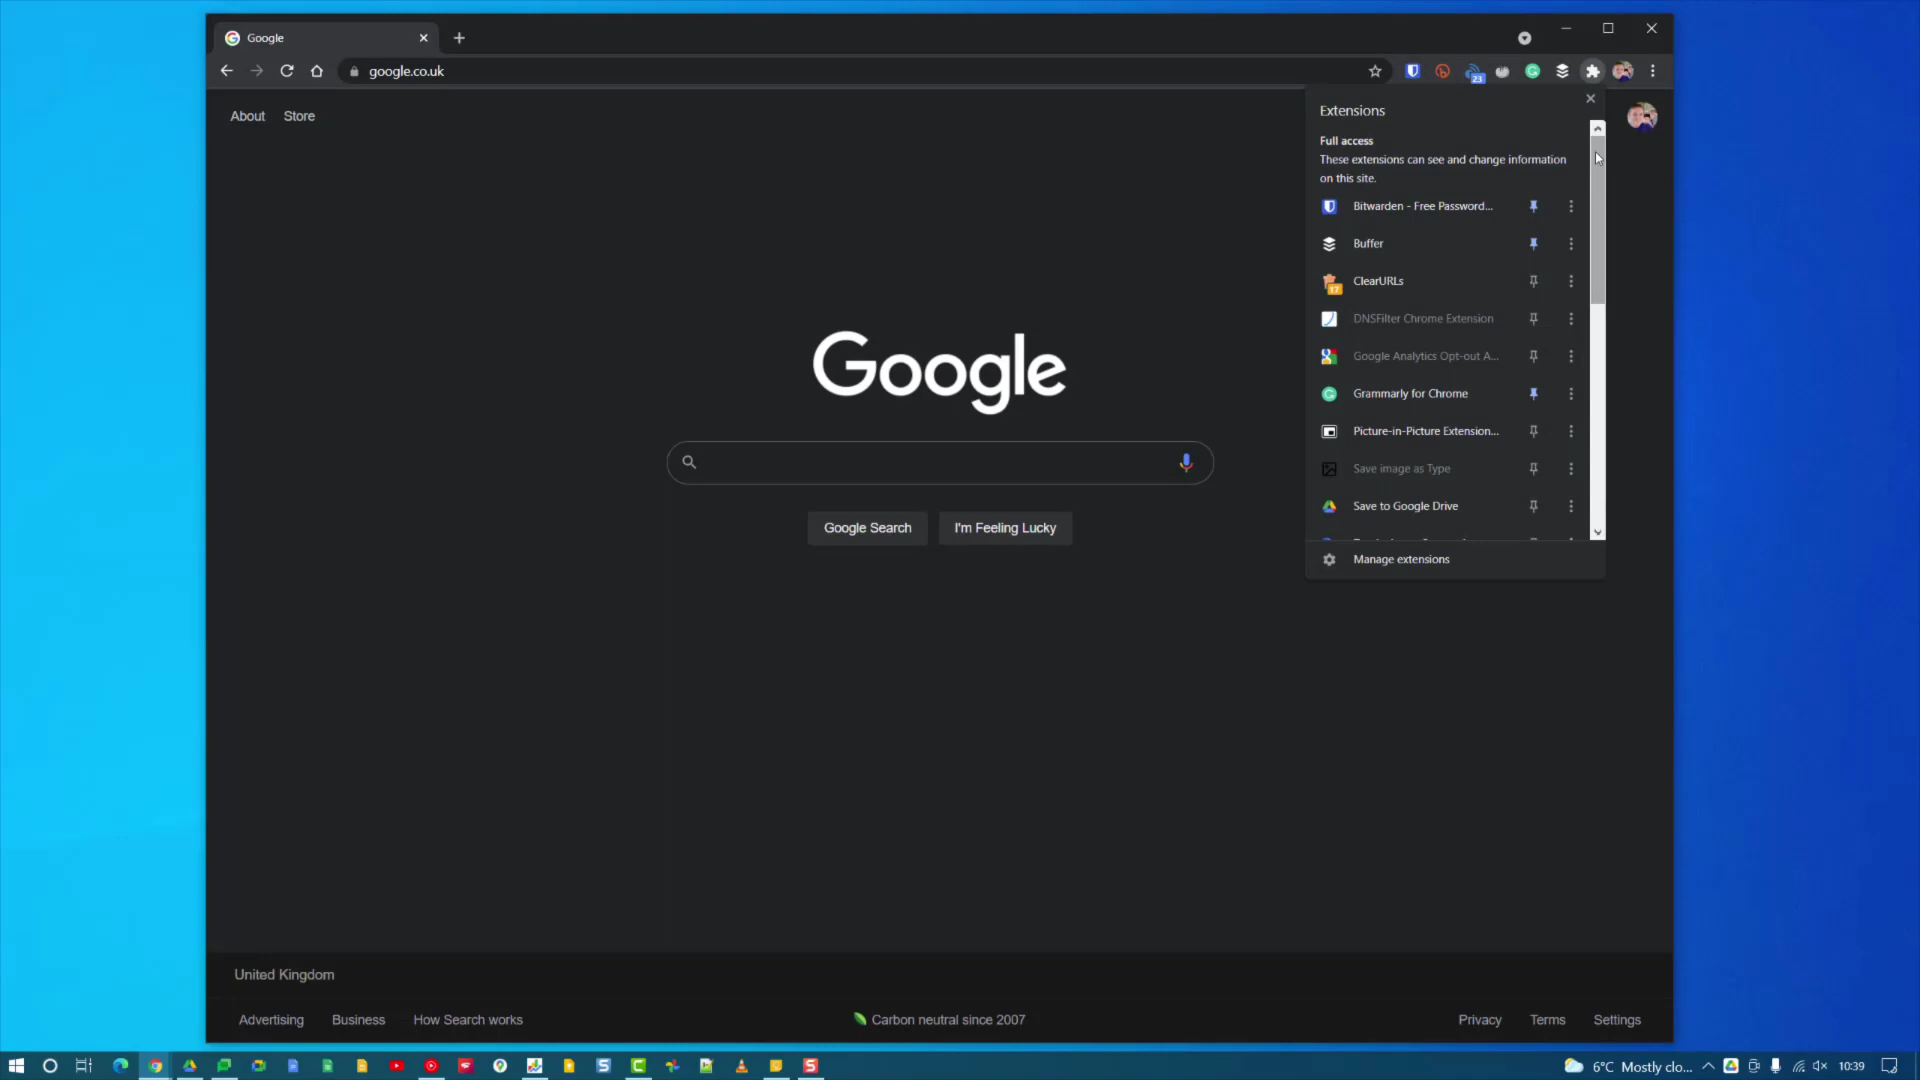 Google
google.co.uk
23
About
Store
Extensions
Full access
These extensions can see and change information
on this site.
Bitwarden - Free Password...
Buffer
ClearURLs
17
DNSFilter Chrome Extension
Google Analytics Opt-out A...
Grammarly for Chrome
Picture-in-Picture Extension...
Save image as Type
Save to Google Drive
Manage extensions
Google
Google Search
I'm Feeling Lucky
United Kingdom
Advertising
Business
How Search works
Carbon neutral since 2007
Privacy
Terms
Settings
6°C Mostly clo...
10:39